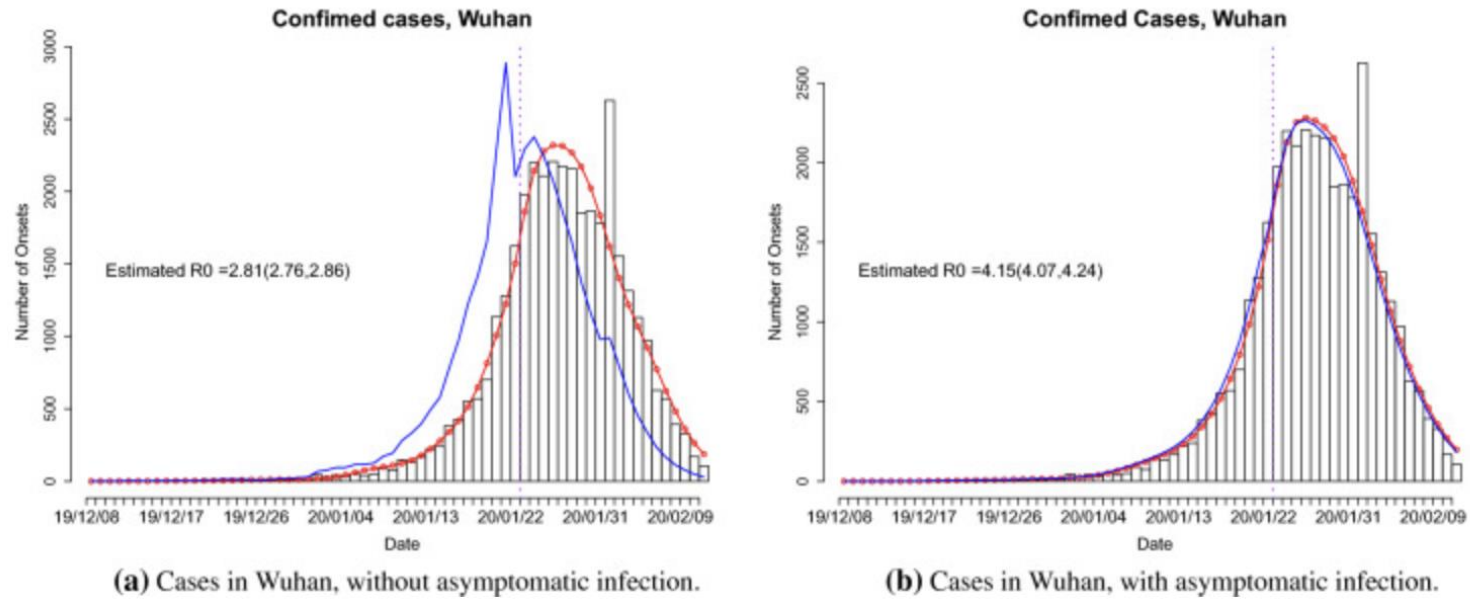 Confimed cases, Wuhan
3000
2500
2000
1500
1000
500
0
Number of Onsets
Estimated R0 =2.81(2.76,2.86)
19/12/08 19/12/17 19/12/26 20/01/04 20/01/13 20/01/22 20/01/31 20/02/09
Date
(a) Cases in Wuhan, without asymptomatic infection.
Confimed Cases, Wuhan
2500
2000
1500
1000
500
0
Number of Onsets
Estimated R0 =4.15(4.07,4.24)
19/12/08 19/12/17 19/12/26 20/01/04 20/01/13 20/01/22 20/01/31 20/02/09
Date
(b) Cases in Wuhan, with asymptomatic infection.